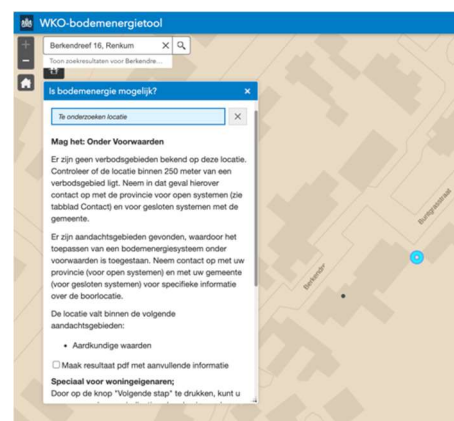 WKO-bodemenergietool
Berkendreef 16, Renkum
Toon zoekresultaten voor Berkendre...
Is bodemenergie mogelijk?
Te onderzoeken locatie
Mag het: Onder Voorwaarden
Er zijn geen verbodsgebieden bekend op deze locatie.
Controleer of de locatie binnen 250 meter van een
verbodsgebied ligt. Neem in dat geval hierover
contact op met de provincie voor open systemen (zie
tabblad Contact) en voor gesloten systemen met de
gemeente.
Er zijn aandachtsgebieden gevonden, waardoor het
toepassen van een bodemenergiesysteem onder
voorwaarden is toegestaan. Neem contact op met uw
provincie (voor open systemen) en met uw gemeente
(voor gesloten systemen) voor specifieke informatie
over de boorlocatie.
De locatie valt binnen de volgende
aandachtsgebieden:
• Aardkundige waarden
Maak resultaat pdf met aanvullende informatie
Speciaal voor woningeigenaren;
Door op de knop "Volgende stap" te drukken, kunt u
Buntgrasstraat